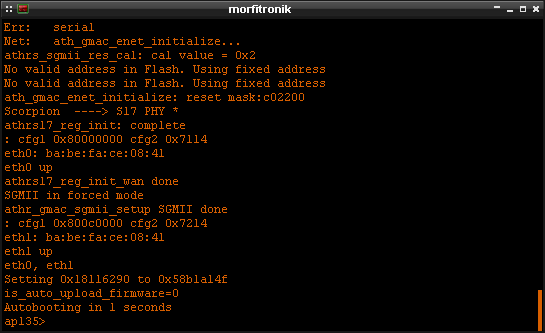 morfitronik
Err:   serial
Net:   ath_gmac_enet_initialize...
athrs_sgmii_res_cal: cal value = 0x2
No valid address in Flash. Using fixed address
No valid address in Flash. Using fixed address
ath_gmac_enet_initialize: reset mask:c02200
Scorpion  ----> S17 PHY *
athrs17_reg_init: complete
: cfg1 0x80000000 cfg2 0x7114
eth0: ba:be:fa:ce:08:41
eth0 up
athrs17_reg_init_wan done
SGMII in forced mode
athr_gmac_sgmii_setup SGMII done
: cfg1 0x800c0000 cfg2 0x7214
eth1: ba:be:fa:ce:08:41
eth1 up
eth0, eth1
Setting 0x18116290 to 0x58b1a14f
is_auto_upload_firmware=0
Autobooting in 1 seconds
ap135>